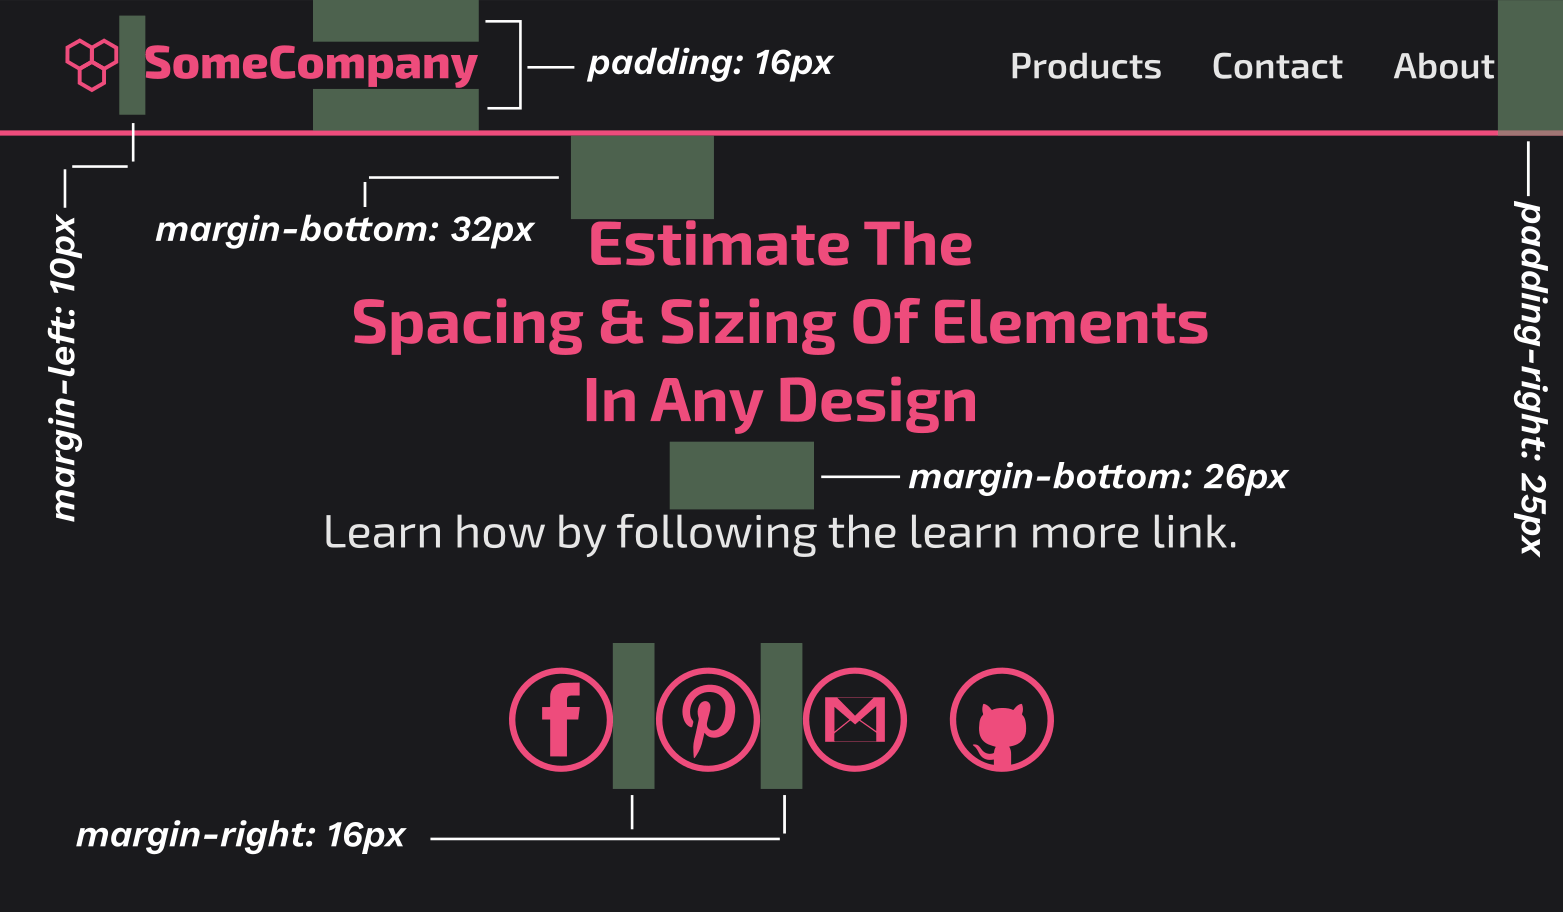 SomeCompany
padding: 16px
Products
Contact
About
margin-left: 10px
margin-bottom: 32px
padding-right: 25px
Estimate The
Spacing & Sizing Of Elements
In Any Design
margin-bottom: 26px
Learn how by following the learn more link.
margin-right: 16px